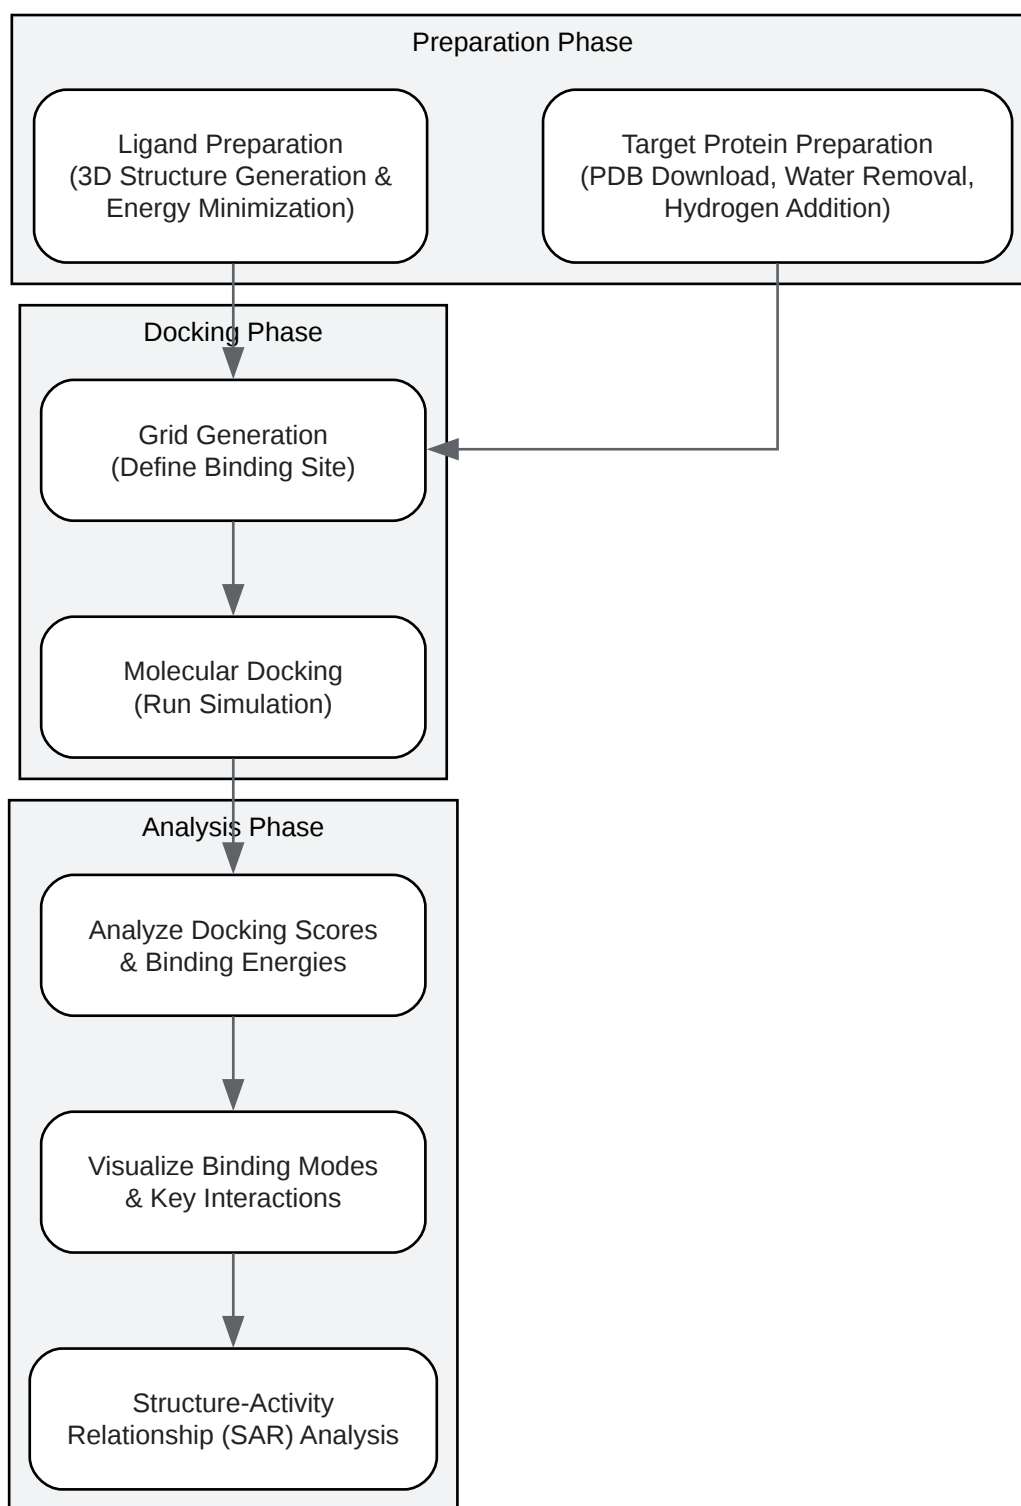 Preparation Phase
Ligand Preparation
(3D Structure Generation &
Energy Minimization)
Target Protein Preparation
(PDB Download, Water Removal,
Hydrogen Addition)
Docking Phase
Grid Generation
(Define Binding Site)
Molecular Docking
(Run Simulation)
Analysis Phase
Analyze Docking Scores
& Binding Energies
Visualize Binding Modes
& Key Interactions
Structure-Activity
Relationship (SAR) Analysis